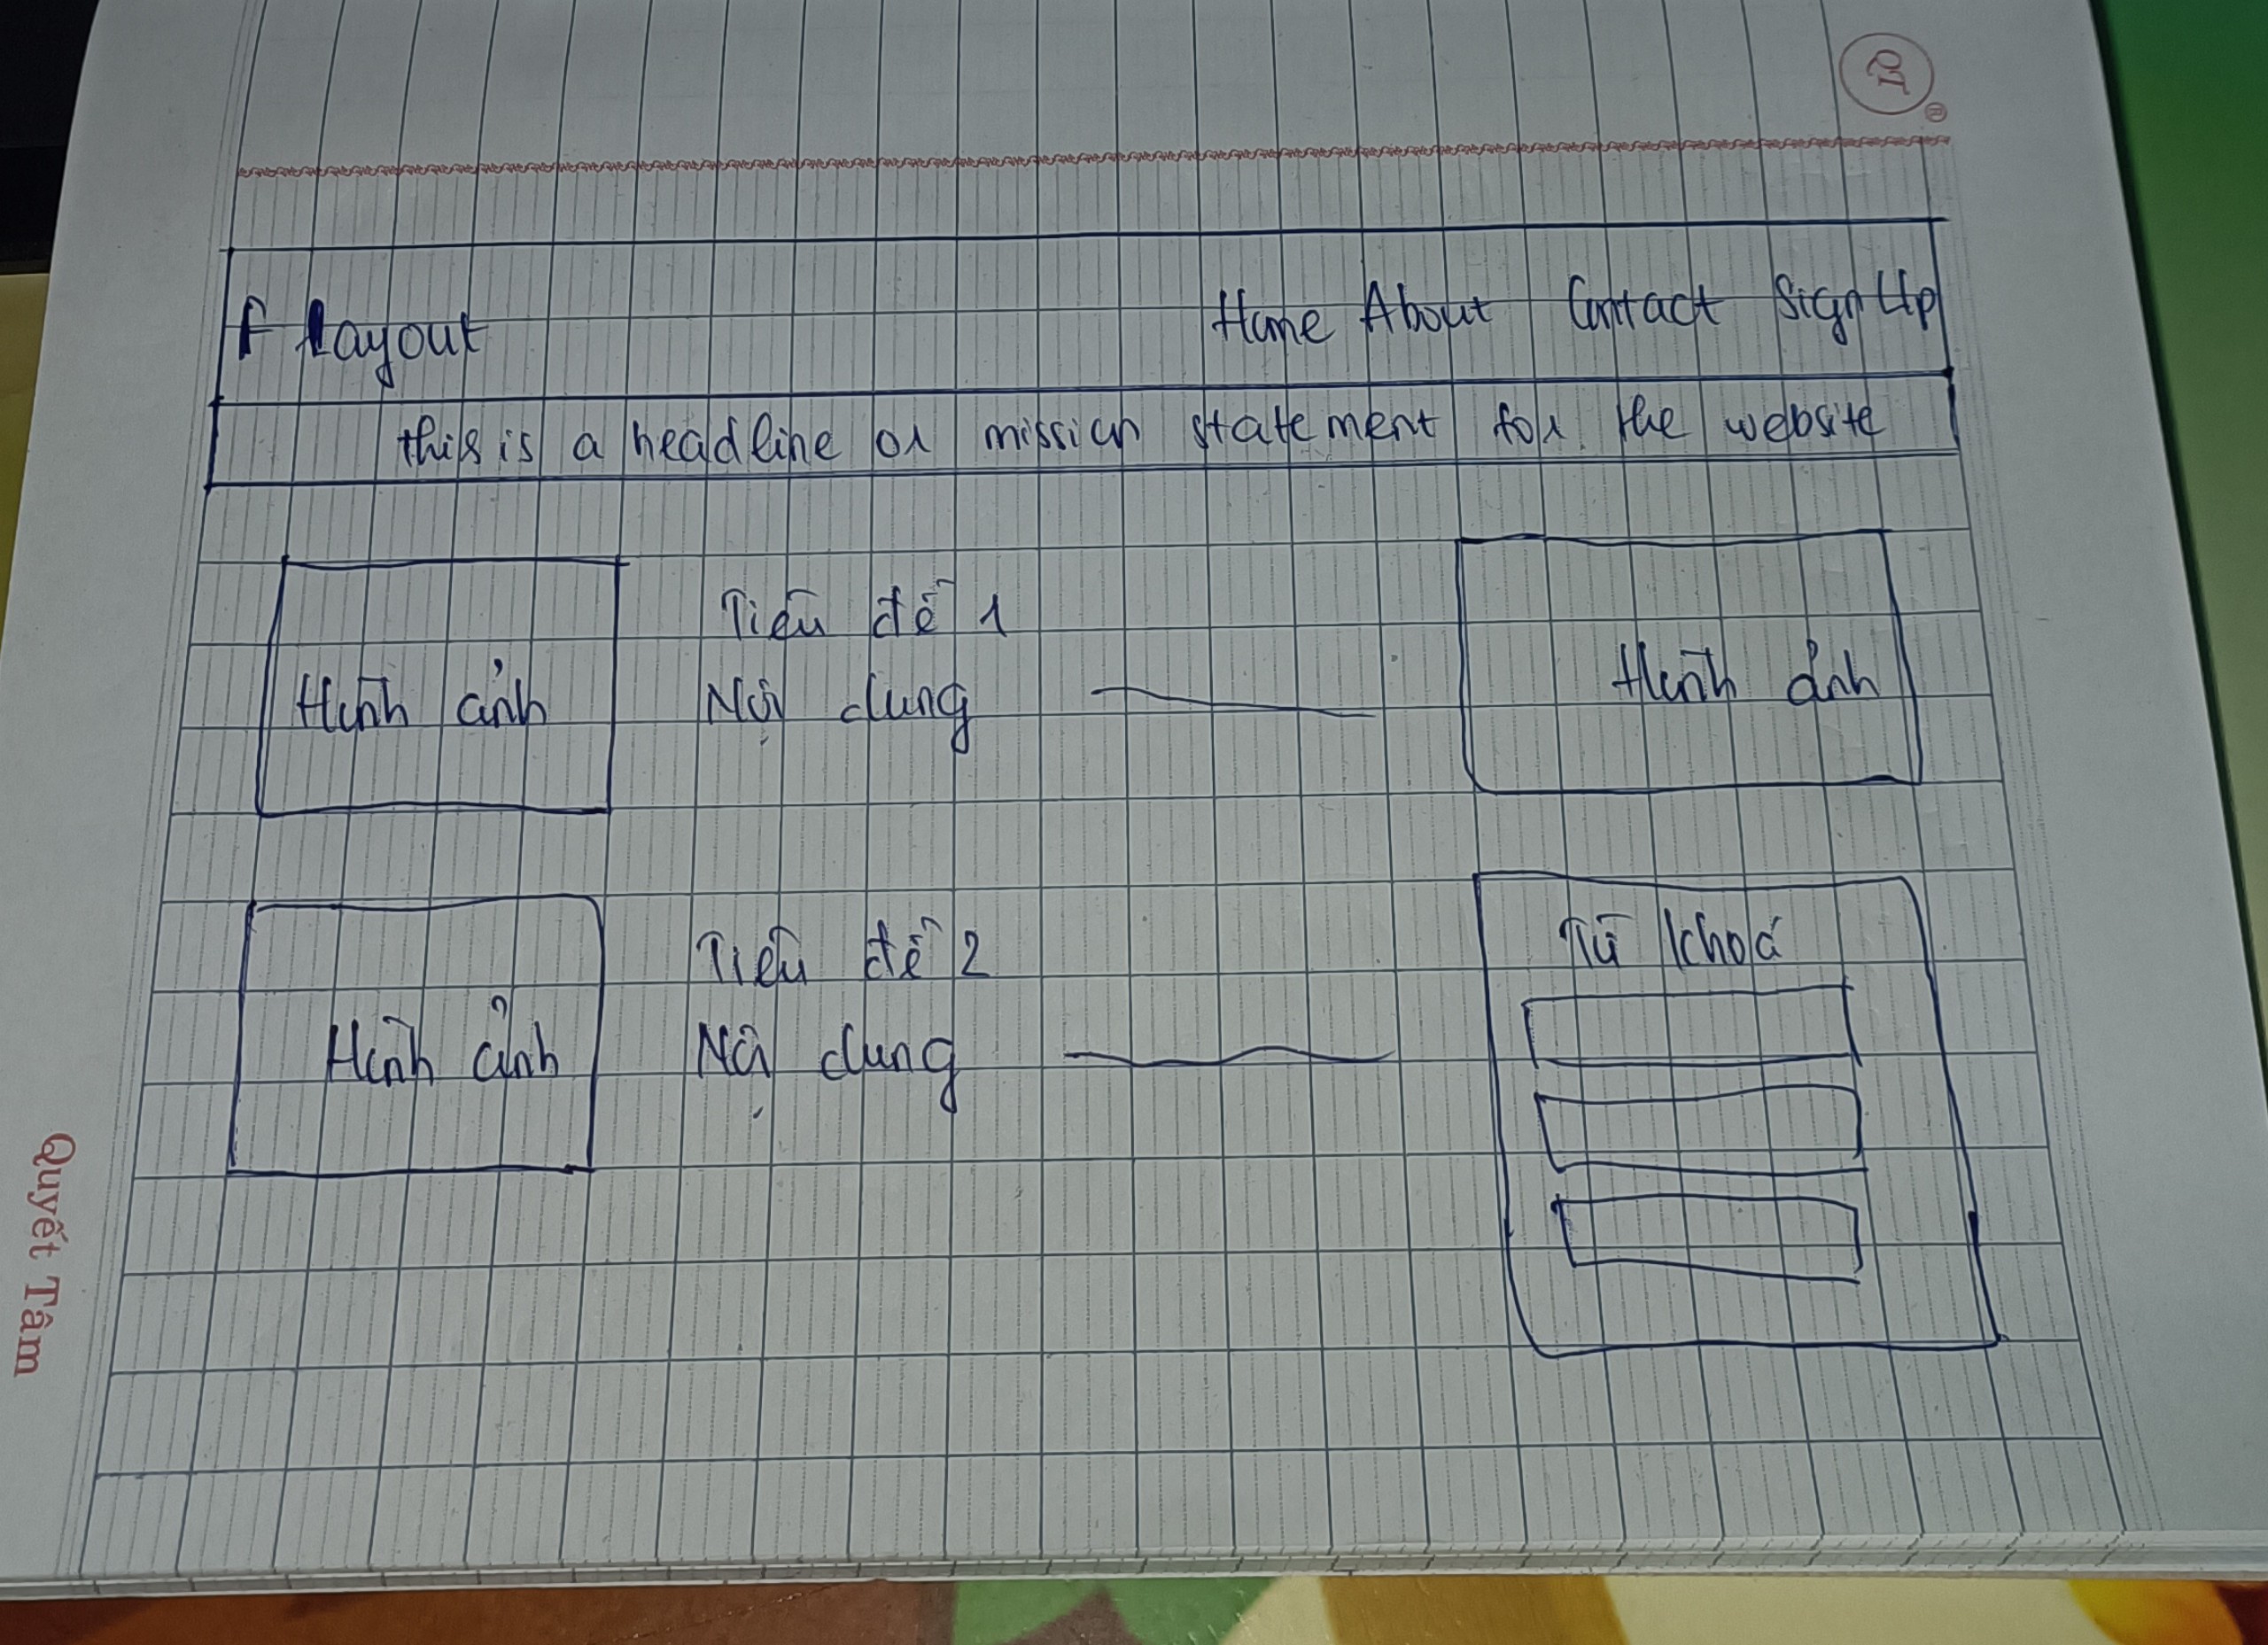 QT
®
F Layout
Home About Contact Sign Up
this is a headline or mission statement for the website
Hình ảnh
Tiêu đề 1
Nội dung
Hình ảnh
Hình ảnh
Tiêu đề 2
Nội dung
Từ khoá
Quyết Tâm